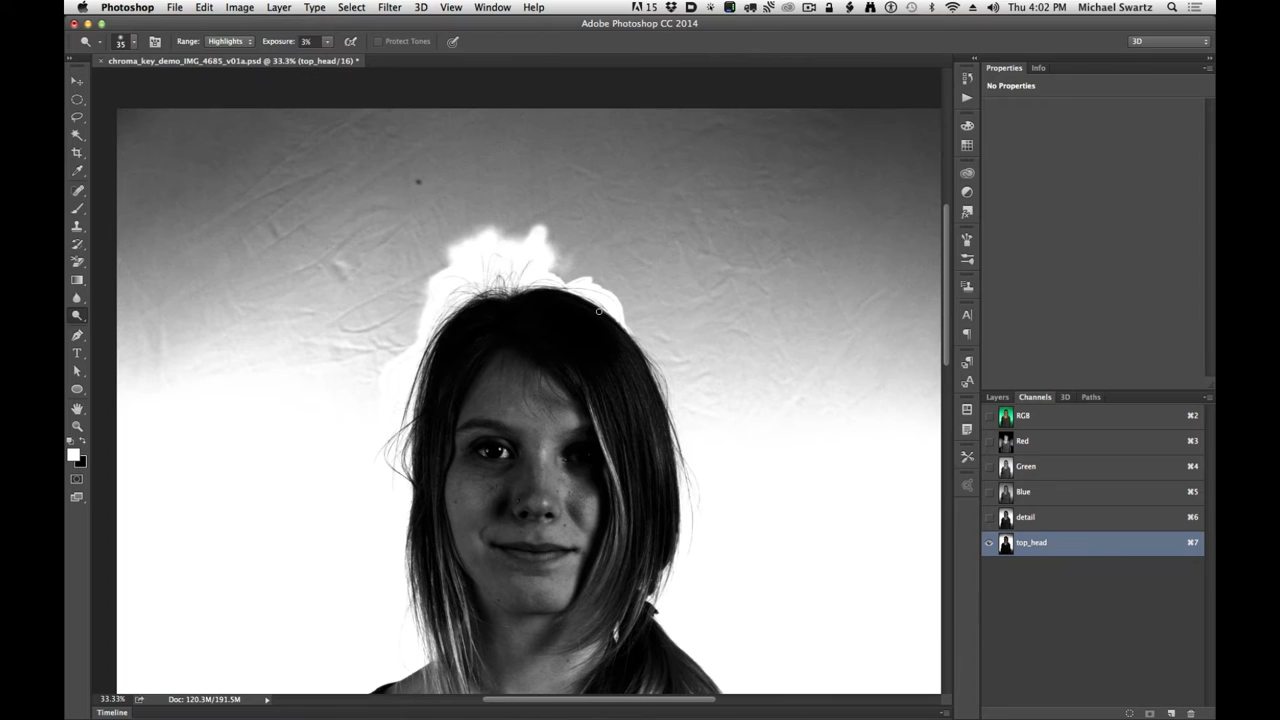 Photoshop File Edit Image Layer Type Select Filter 3D View Window Help 15 Thu 4:02 PM Michael Swartz
Adobe Photoshop CC 2014
35 Range: Highlights Exposure: 3% Protect Tones 3D
× chroma_key_demo_IMG_4685_v01a.psd @ 33.3% (top_head/16) *
Properties Info
No Properties
Layers Channels 3D Paths
RGB ⌘2
Red ⌘3
Green ⌘4
Blue ⌘5
detail ⌘6
top_head ⌘7
33.33% Doc: 120.3M/191.5M
Timeline